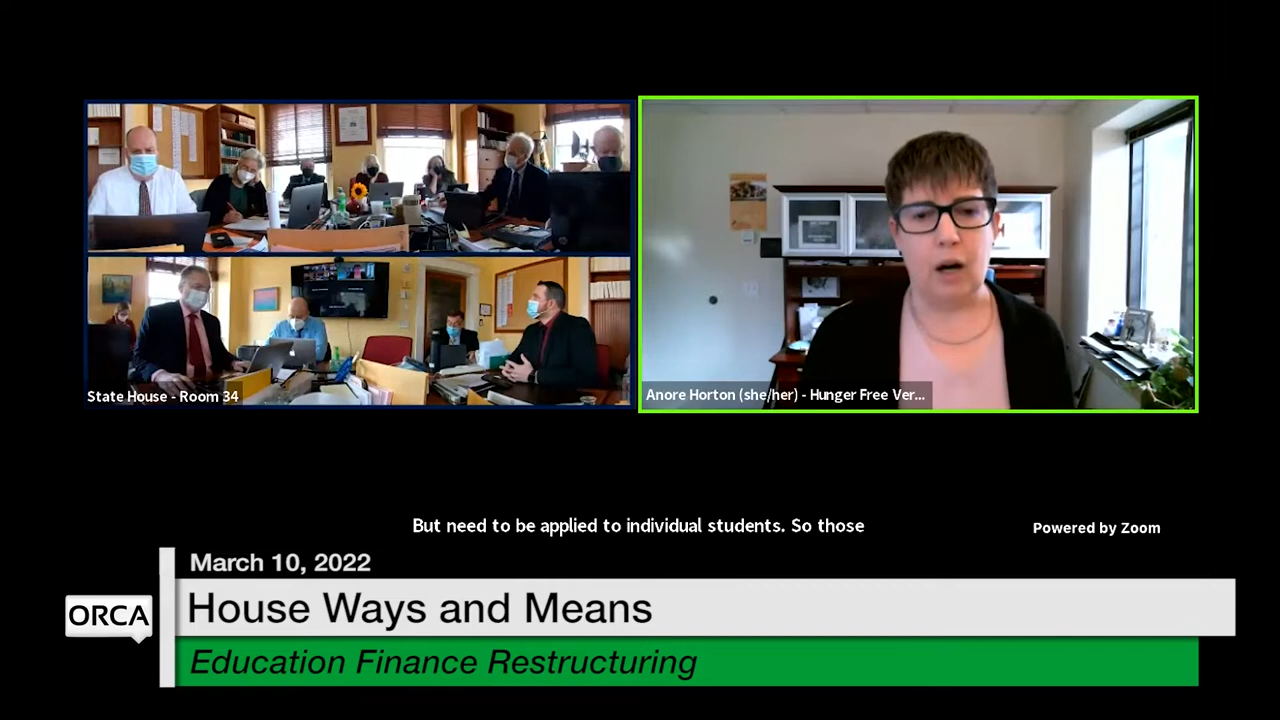 State House - Room 34
Anore Horton (she/her) - Hunger Free Ver...
But need to be applied to individual students. So those
Powered by Zoom
March 10, 2022
ORCA
House Ways and Means
Education Finance Restructuring